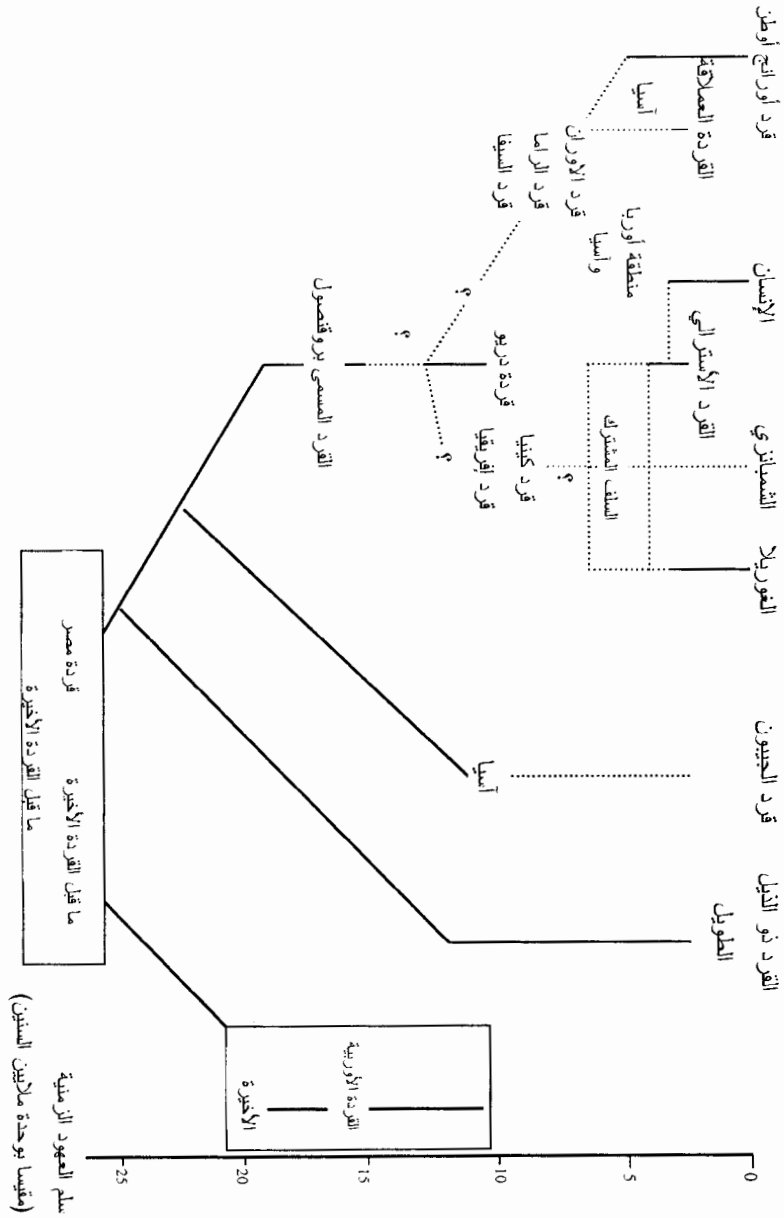 قرد أورانج أوطن
القردة العملاقة
آسيا
قرد الأوران
قرد الراما
قرد السيفا
منطقة أوربا
وآسيا
الإنسان
القرد الأسترالي
الشمبانزي
الغوريلا
السلف المشترك
؟
قرد كينيا
قرد إفريقيا
قردة دريو
؟
؟
؟
القرد المسمى بروقنصول
قرد الجيبون
آسيا
القرد ذو الذيل
الطويل
القردة الأوربية
الأخيرة
قردة مصر
ما قبل القردة الأخيرة
ما قبل القردة الأخيرة
0
5
10
15
20
25
سلم العهود الزمنية
(مقيسا بوحدة ملايين السنين)